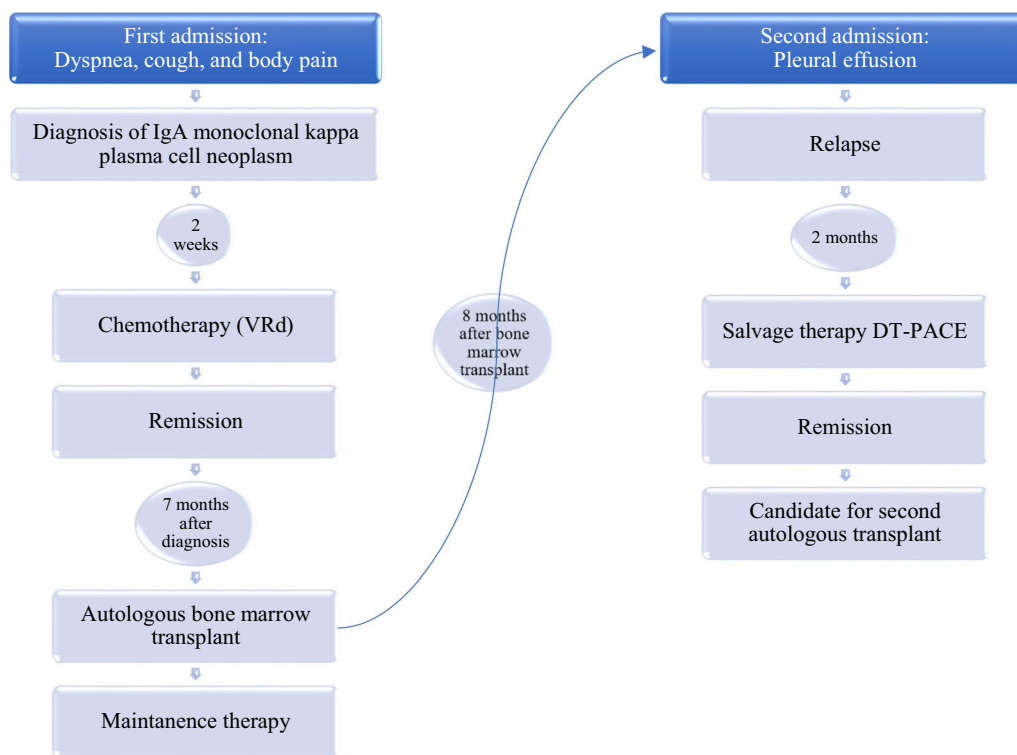 First admission:
Dyspnea, cough, and body pain
Diagnosis of IgA monoclonal kappa
plasma cell neoplasm
2
weeks
Chemotherapy (VRd)
Remission
7 months
after
diagnosis
Autologous bone marrow
transplant
Maintanence therapy
8 months
after bone
marrow
transplant
Second admission:
Pleural effusion
Relapse
2 months
Salvage therapy DT-PACE
Remission
Candidate for second
autologous transplant